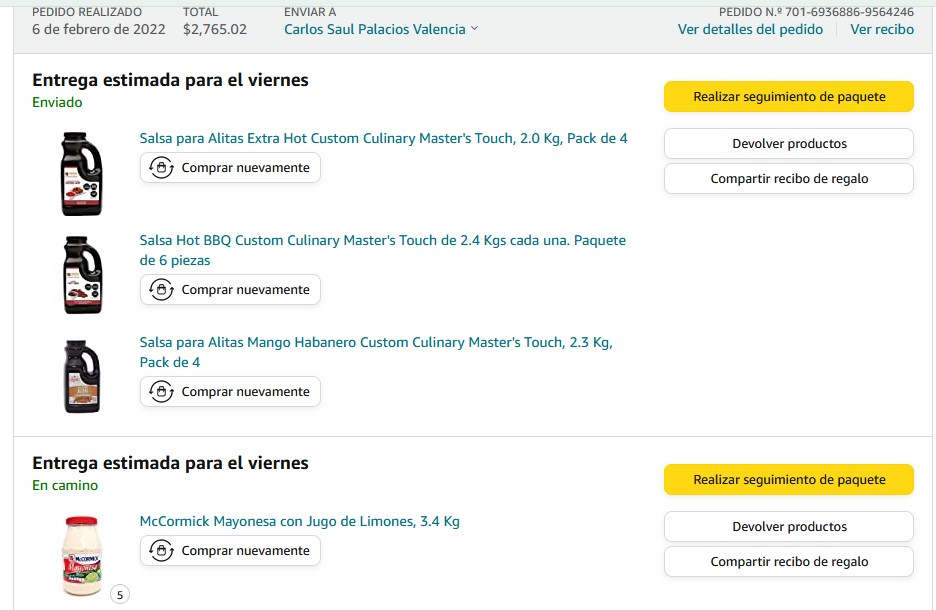 PEDIDO REALIZADO TOTAL ENVIAR A PEDIDO N.º 701-6936886-9564246
6 de febrero de 2022 $2,765.02 Carlos Saul Palacios Valencia Ver detalles del pedido Ver recibo
Entrega estimada para el viernes
Enviado
Realizar seguimiento de paquete
Devolver productos
Compartir recibo de regalo
Salsa para Alitas Extra Hot Custom Culinary Master's Touch, 2.0 Kg, Pack de 4
Comprar nuevamente
Salsa Hot BBQ Custom Culinary Master's Touch de 2.4 Kgs cada una. Paquete
de 6 piezas
Comprar nuevamente
Salsa para Alitas Mango Habanero Custom Culinary Master's Touch, 2.3 Kg,
Pack de 4
Comprar nuevamente
Entrega estimada para el viernes
En camino
Realizar seguimiento de paquete
Devolver productos
Compartir recibo de regalo
McCormick Mayonesa con Jugo de Limones, 3.4 Kg
Comprar nuevamente
McCORMICK
Mayonesa
5